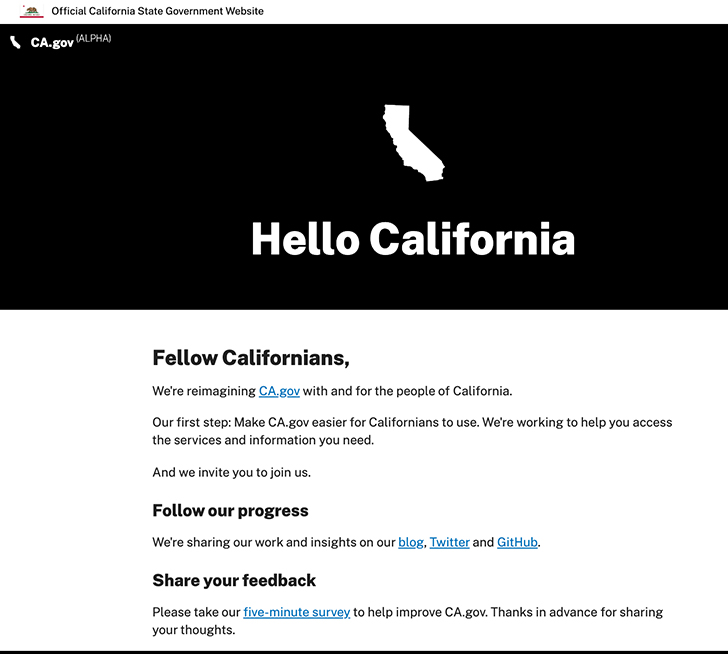 Official California State Government Website
CA.gov (ALPHA)
Hello California
Fellow Californians,
We're reimagining CA.gov with and for the people of California.
Our first step: Make CA.gov easier for Californians to use. We're working to help you access
the services and information you need.
And we invite you to join us.
Follow our progress
We're sharing our work and insights on our blog, Twitter and GitHub.
Share your feedback
Please take our five-minute survey to help improve CA.gov. Thanks in advance for sharing
your thoughts.